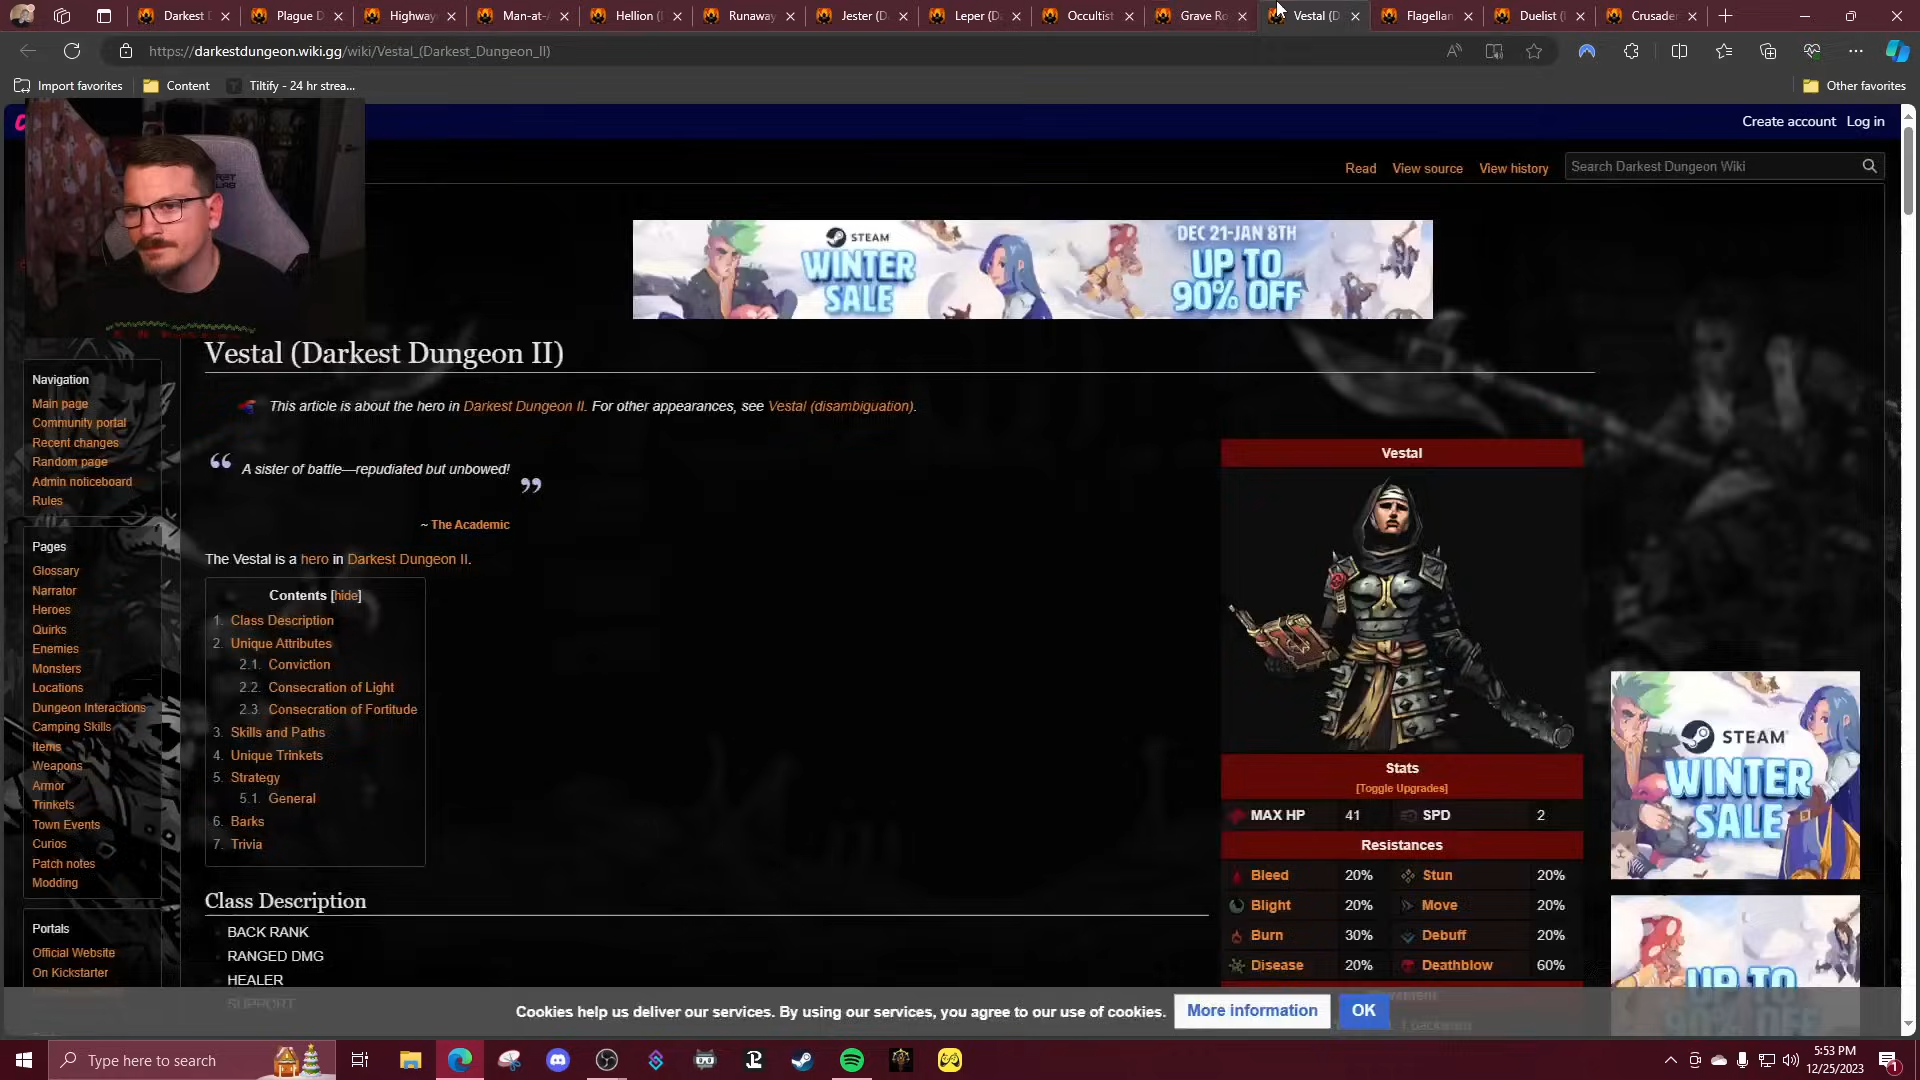 Darkest D
Plague D
Highway
Man-at-
Hellion (
Runaway
Jester (D
Leper (Da
Occultist
Grave Ro
Vestal (D
Flagellan
Duelist (
Crusade
https://darkestdungeon.wiki.gg/wiki/Vestal_(Darkest_Dungeon_II)
Import favorites
Content
Tiltify - 24 hr strea...
Other favorites
Create account Log in
Read View source View history
Search Darkest Dungeon Wiki
STEAM
WINTER
SALE
DEC 21-JAN 8TH
UP TO
90% OFF
Vestal (Darkest Dungeon II)
This article is about the hero in Darkest Dungeon II. For other appearances, see Vestal (disambiguation).
“ A sister of battle—repudiated but unbowed! ”
~ The Academic
The Vestal is a hero in Darkest Dungeon II.
Contents [hide]
1. Class Description
2. Unique Attributes
2.1. Conviction
2.2. Consecration of Light
2.3. Consecration of Fortitude
3. Skills and Paths
4. Unique Trinkets
5. Strategy
5.1. General
6. Barks
7. Trivia
Class Description
BACK RANK
RANGED DMG
HEALER
SUPPORT
Navigation
Main page
Community portal
Recent changes
Random page
Admin noticeboard
Rules
Pages
Glossary
Narrator
Heroes
Quirks
Enemies
Monsters
Locations
Dungeon Interactions
Camping Skills
Items
Weapons
Armor
Trinkets
Town Events
Curios
Patch notes
Modding
Portals
Official Website
On Kickstarter
Vestal
Stats
[Toggle Upgrades]
MAX HP 41 SPD 2
Resistances
Bleed 20% Stun 20%
Blight 20% Move 20%
Burn 30% Debuff 20%
Disease 20% Deathblow 60%
STEAM
WINTER
SALE
UP TO
90% OFF
Cookies help us deliver our services. By using our services, you agree to our use of cookies. More information OK
Type here to search
5:53 PM
12/25/2023
1